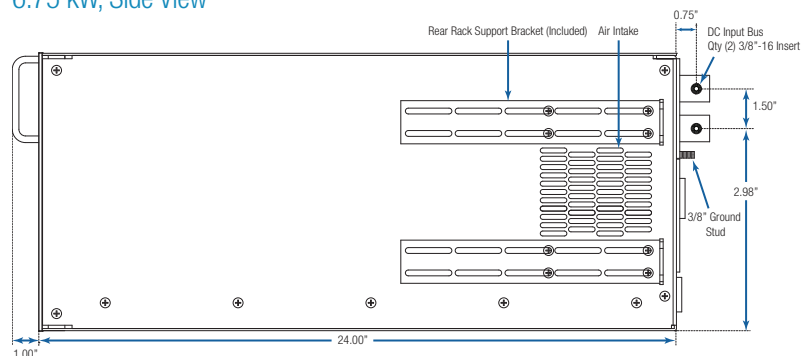 6.75 kW, Side View
0.75"
Rear Rack Support Bracket (Included)
Air Intake
DC Input Bus
Qty (2) 3/8"-16 Insert
1.50"
2.98"
3/8" Ground
Stud
24.00"
1.00"